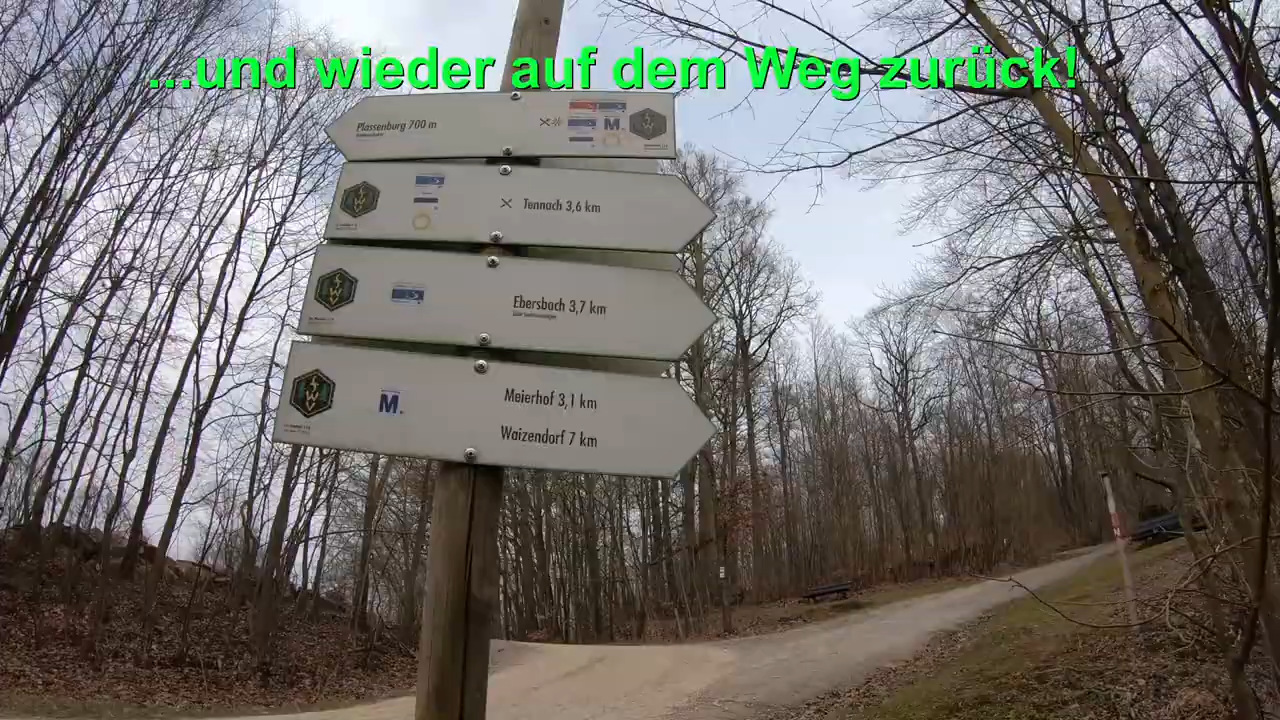 ...und wieder auf dem Weg zurück!
Plassenburg 700 m
M
Tennach 3,6 km
Ebersbach 3,7 km
M
Meierhof 3,1 km
Waizendorf 7 km